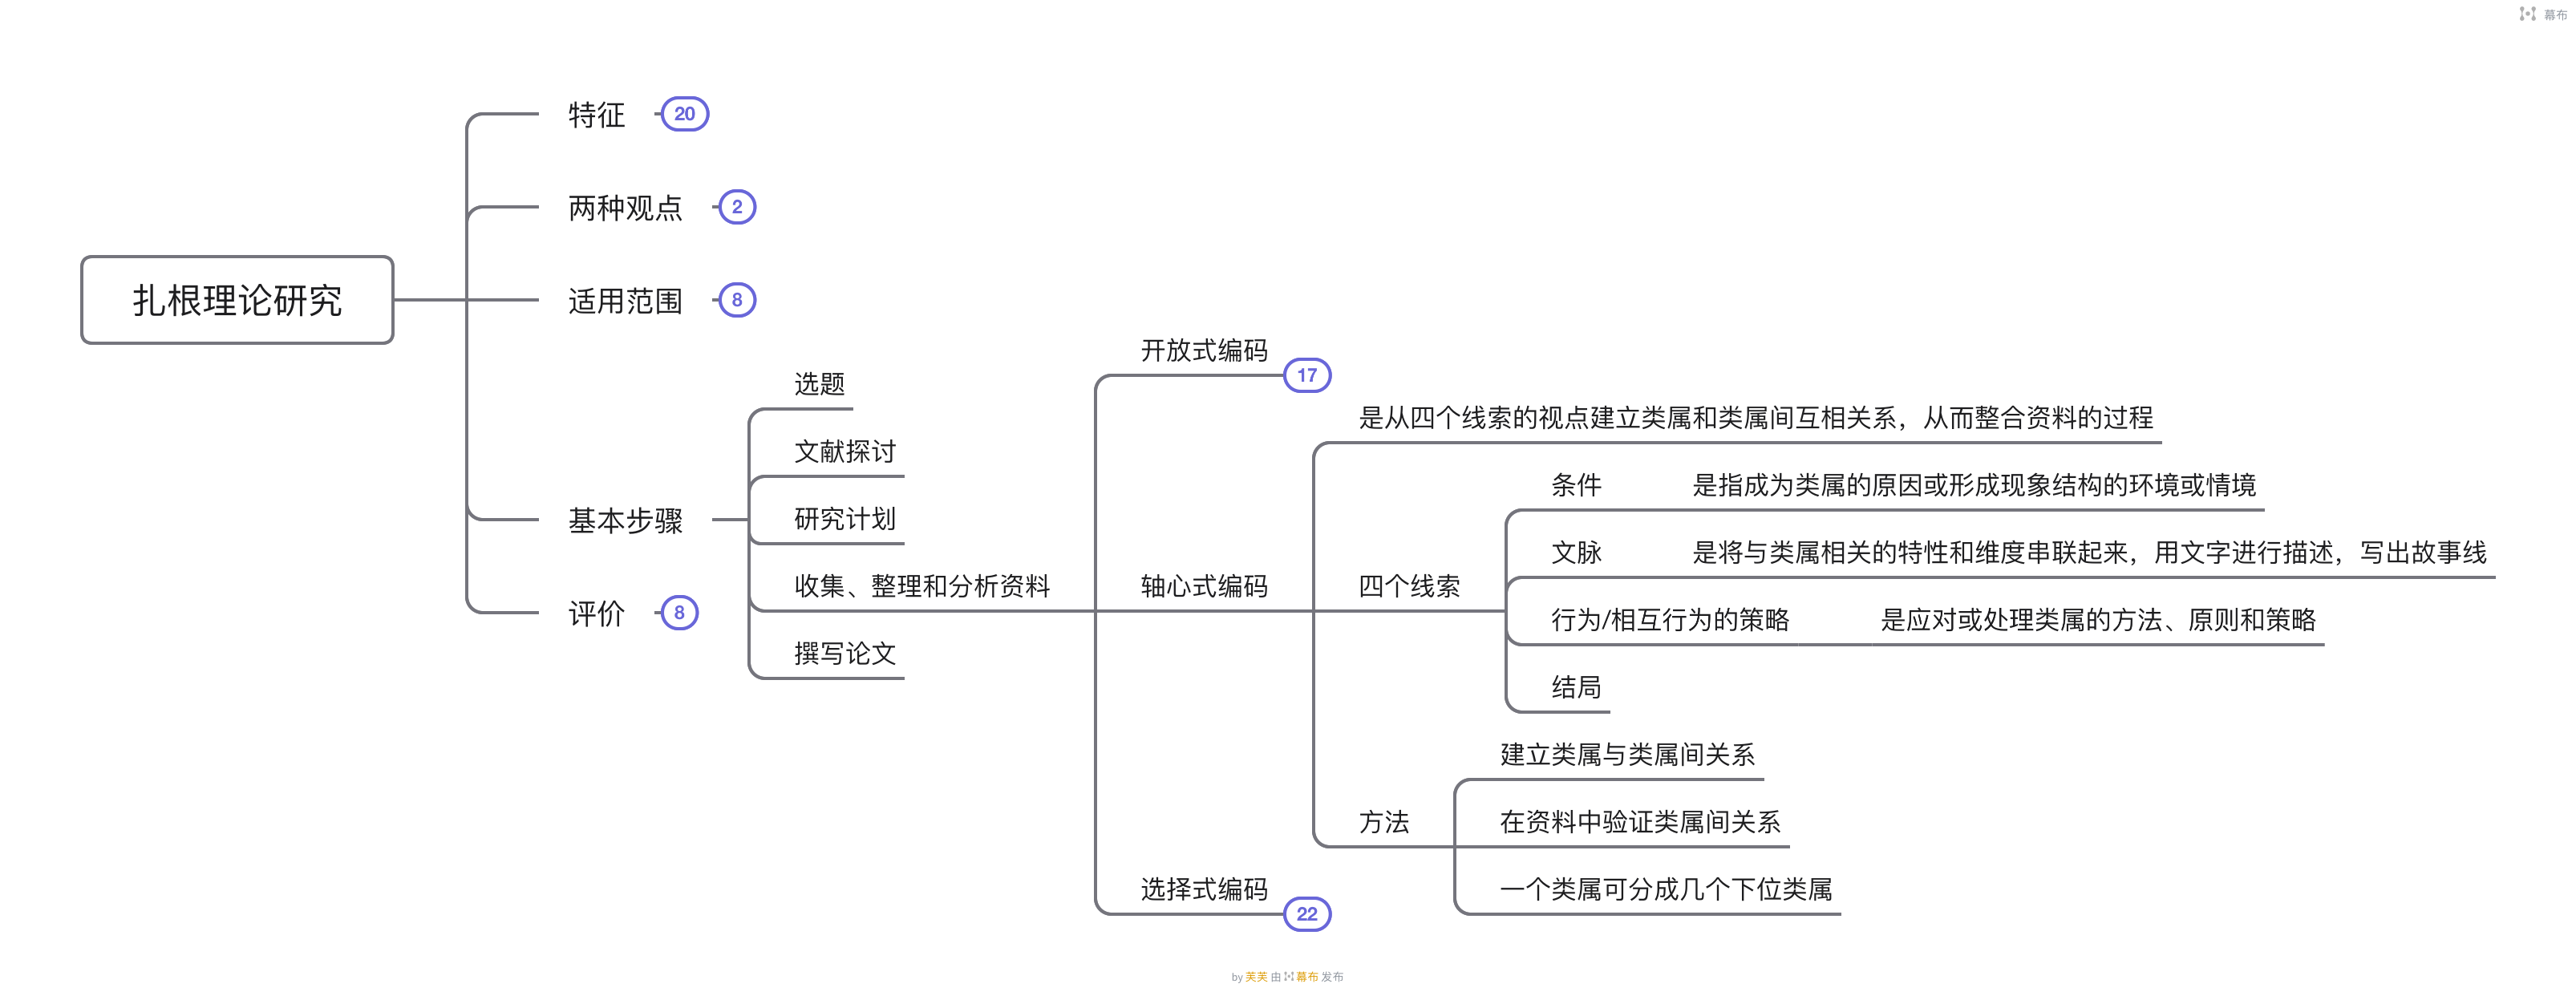 幕布
扎根理论研究
特征
20
两种观点
2
适用范围
8
基本步骤
选题
文献探讨
研究计划
收集、整理和分析资料
开放式编码
17
轴心式编码
是从四个线索的视点建立类属和类属间互相关系，从而整合资料的过程
四个线索
条件
是指成为类属的原因或形成现象结构的环境或情境
文脉
是将与类属相关的特性和维度串联起来，用文字进行描述，写出故事线
行为/相互行为的策略
是应对或处理类属的方法、原则和策略
结局
方法
建立类属与类属间关系
在资料中验证类属间关系
一个类属可分成几个下位类属
选择式编码
22
撰写论文
评价
8
by 芙芙 由 幕布 发布